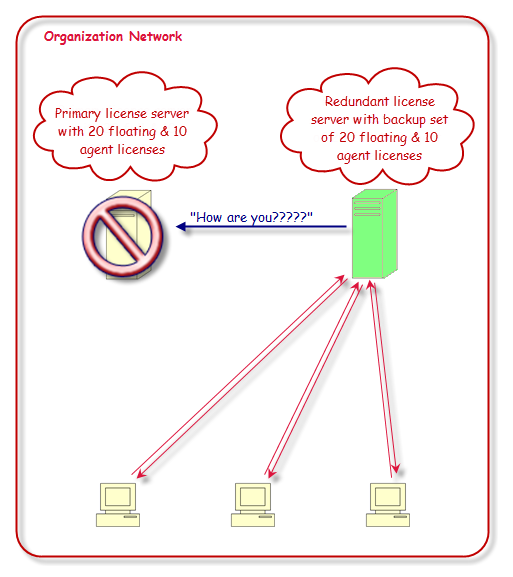 Organization Network
Primary license server
with 20 floating & 10
agent licenses
Redundant license
server with backup set
of 20 floating & 10
agent licenses
"How are you?????"